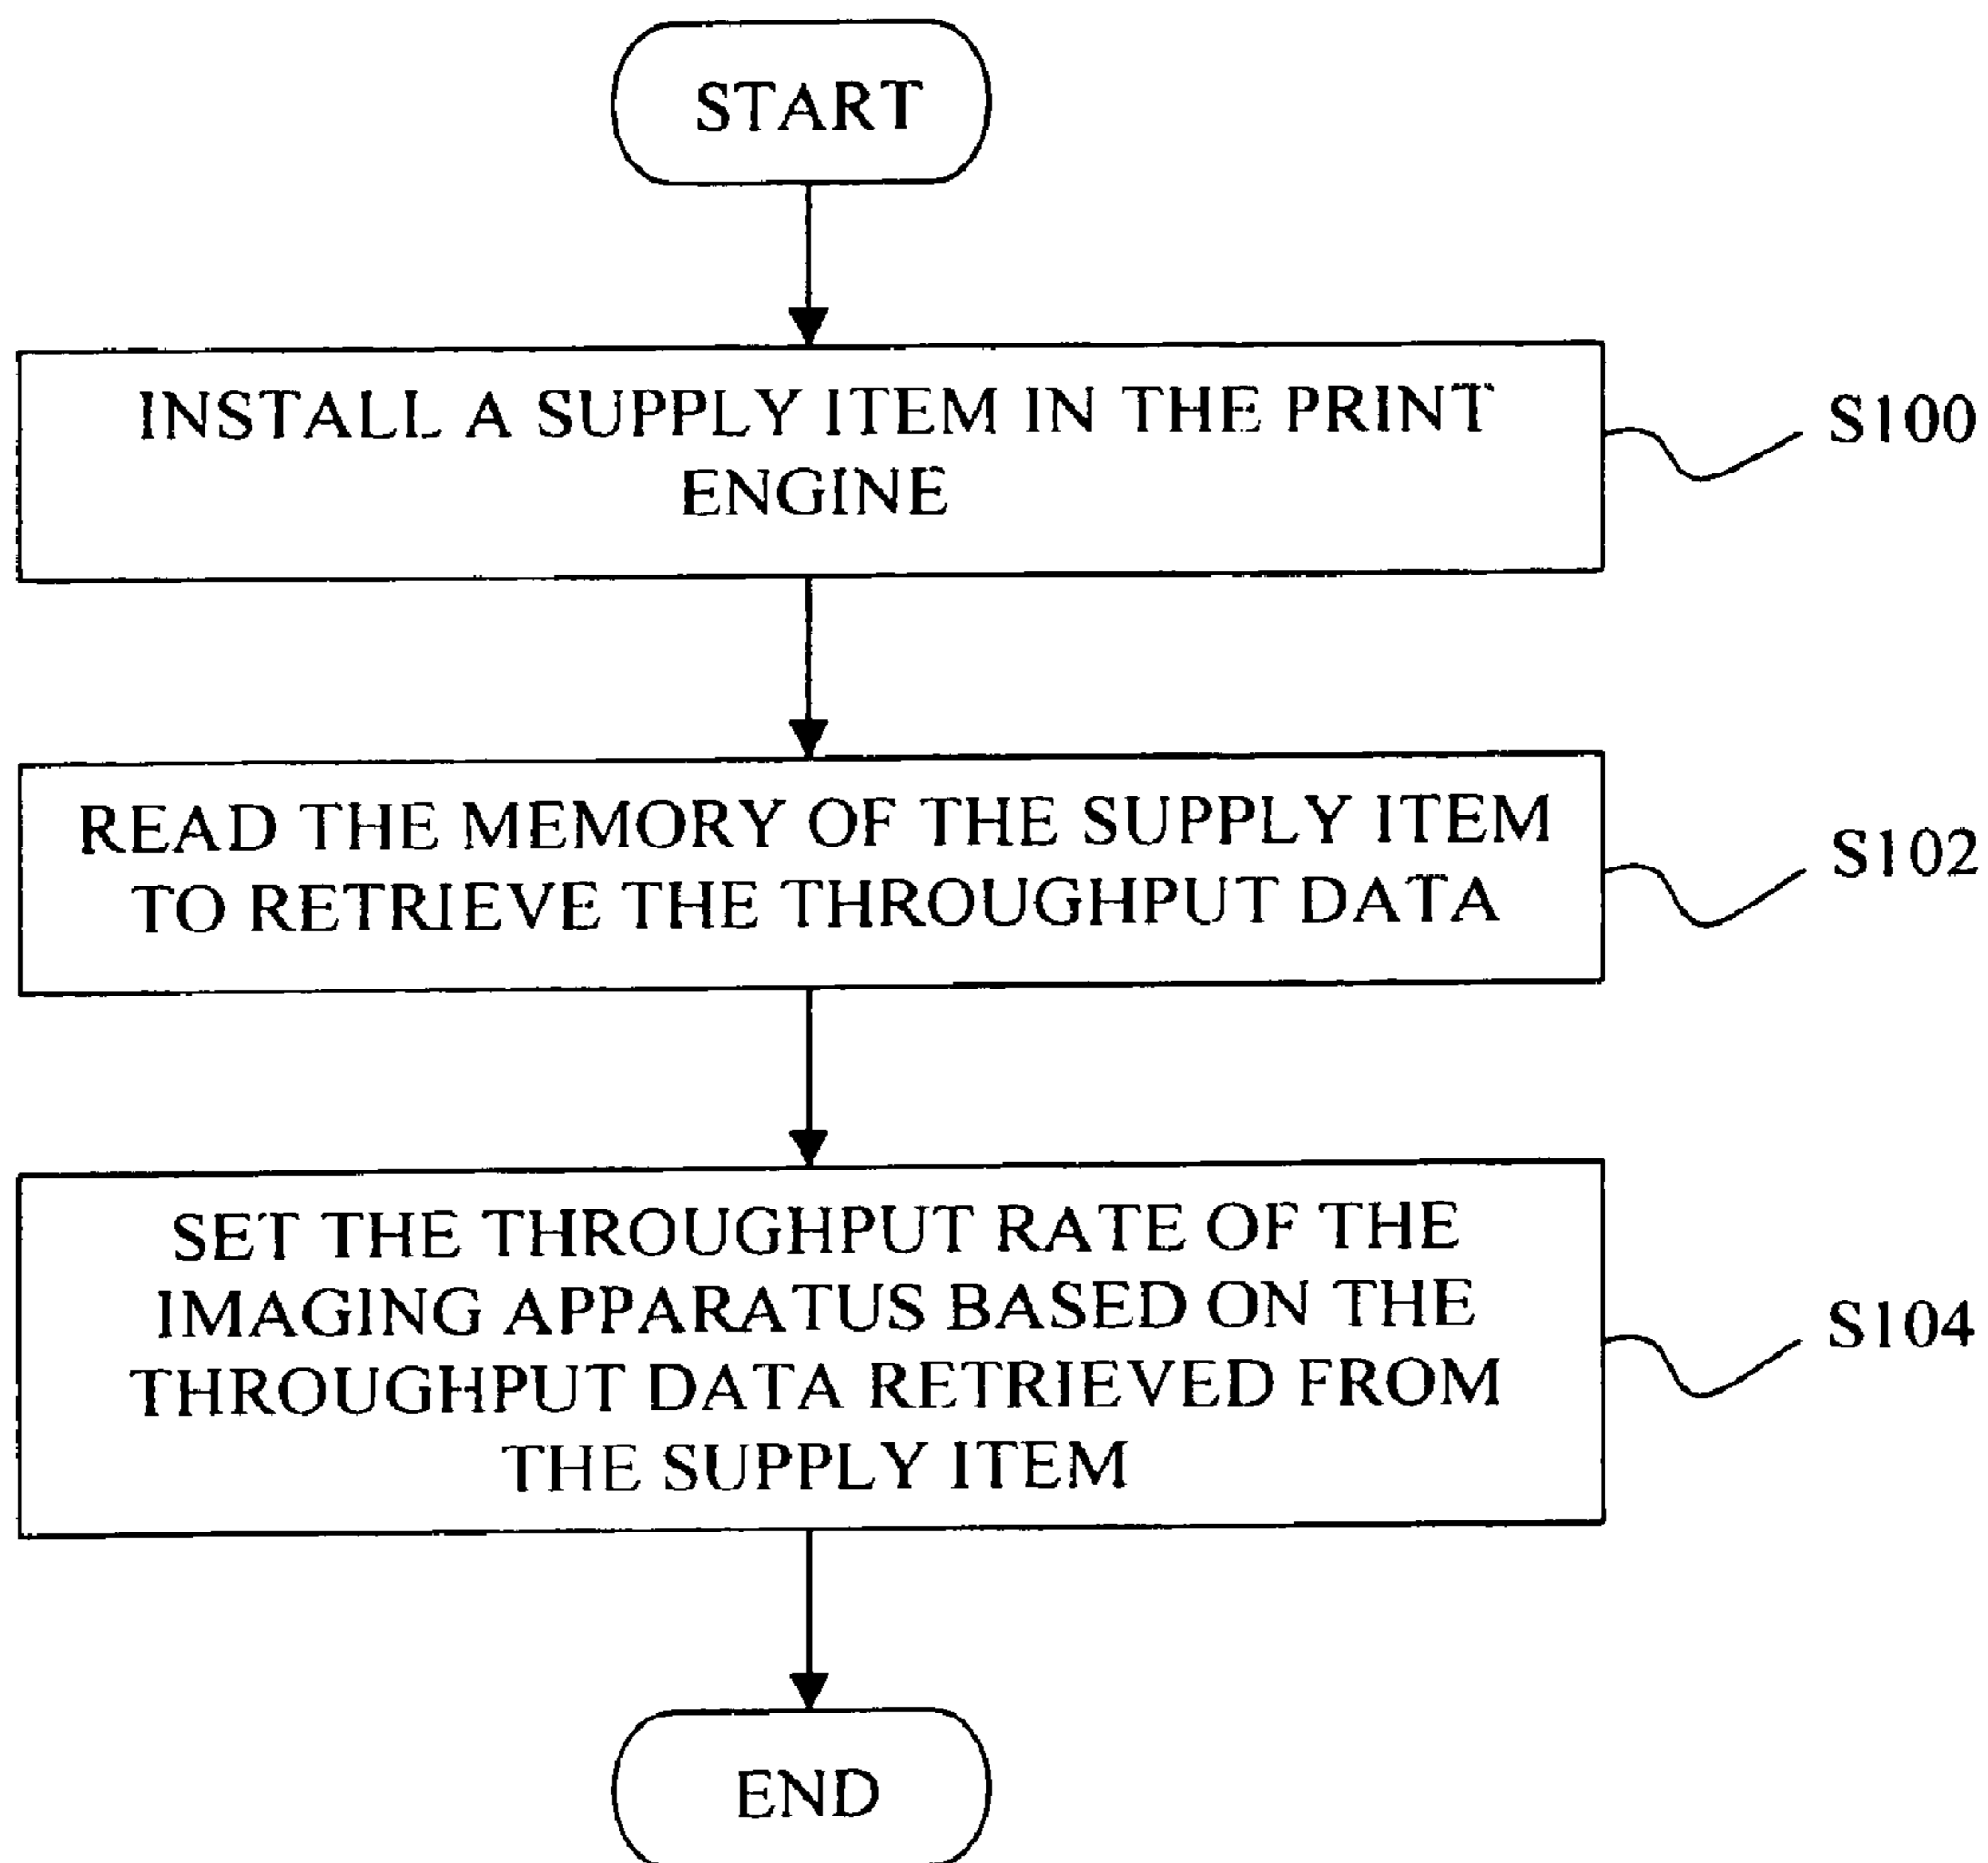 START
INSTALL A SUPPLY ITEM IN THE PRINT
ENGINE
S100
READ THE MEMORY OF THE SUPPLY ITEM
TO RETRIEVE THE THROUGHPUT DATA
S102
SET THE THROUGHPUT RATE OF THE
IMAGING APPARATUS BASED ON THE
THROUGHPUT DATA RETRIEVED FROM
THE SUPPLY ITEM
S104
END